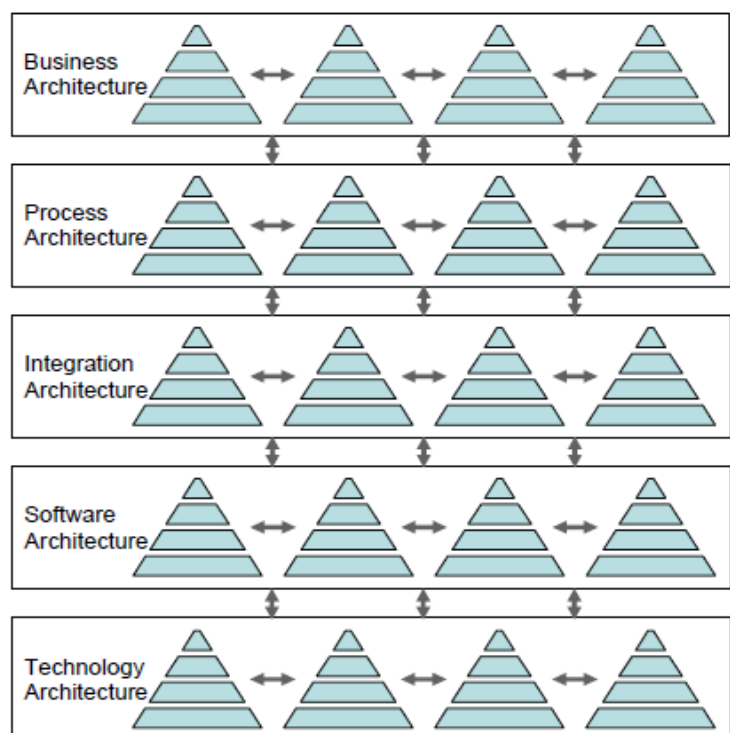 Business
Architecture
Process
Architecture
Integration
Architecture
Software
Architecture
Technology
Architecture